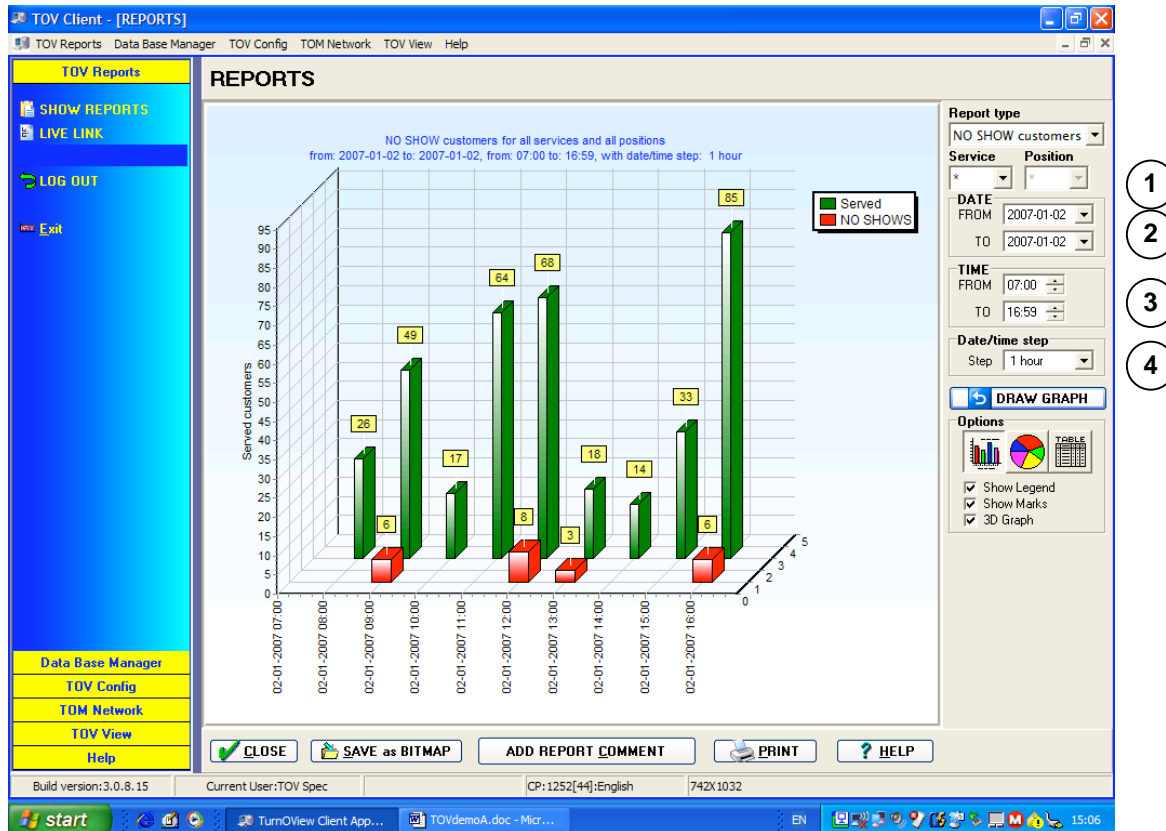 TOV Client - [REPORTS]
TOV Reports Data Base Manager TOV Config TOM Network TOV View Help
TOV Reports
SHOW REPORTS
LIVE LINK
LOG OUT
Exit
Data Base Manager
TOV Config
TOM Network
TOV View
Help
REPORTS
NO SHOW customers for all services and all positions
from: 2007-01-02 to: 2007-01-02, from: 07:00 to: 16:59, with date/time step: 1 hour
Served
NO SHOWS
Served customers
95
90
85
80
75
70
65
60
55
50
45
40
35
30
25
20
15
10
5
0
26
49
17
64
68
18
14
33
85
6
8
3
6
0
1
2
3
4
5
02-01-2007 07:00
02-01-2007 08:00
02-01-2007 09:00
02-01-2007 10:00
02-01-2007 11:00
02-01-2007 12:00
02-01-2007 13:00
02-01-2007 14:00
02-01-2007 15:00
02-01-2007 16:00
Report type
NO SHOW customers
Service Position
* *
DATE
FROM 2007-01-02
TO 2007-01-02
TIME
FROM 07:00
TO 16:59
Date/time step
Step 1 hour
DRAW GRAPH
Options
TABLE
Show Legend
Show Marks
3D Graph
1
2
3
4
CLOSE SAVE as BITMAP ADD REPORT COMMENT PRINT ? HELP
Build version:3.0.8.15 Current User:TOV Spec CP:1252[44]:English 742X1032
start TurnOView Client App... TOVdemoA.doc - Micr... EN 15:06